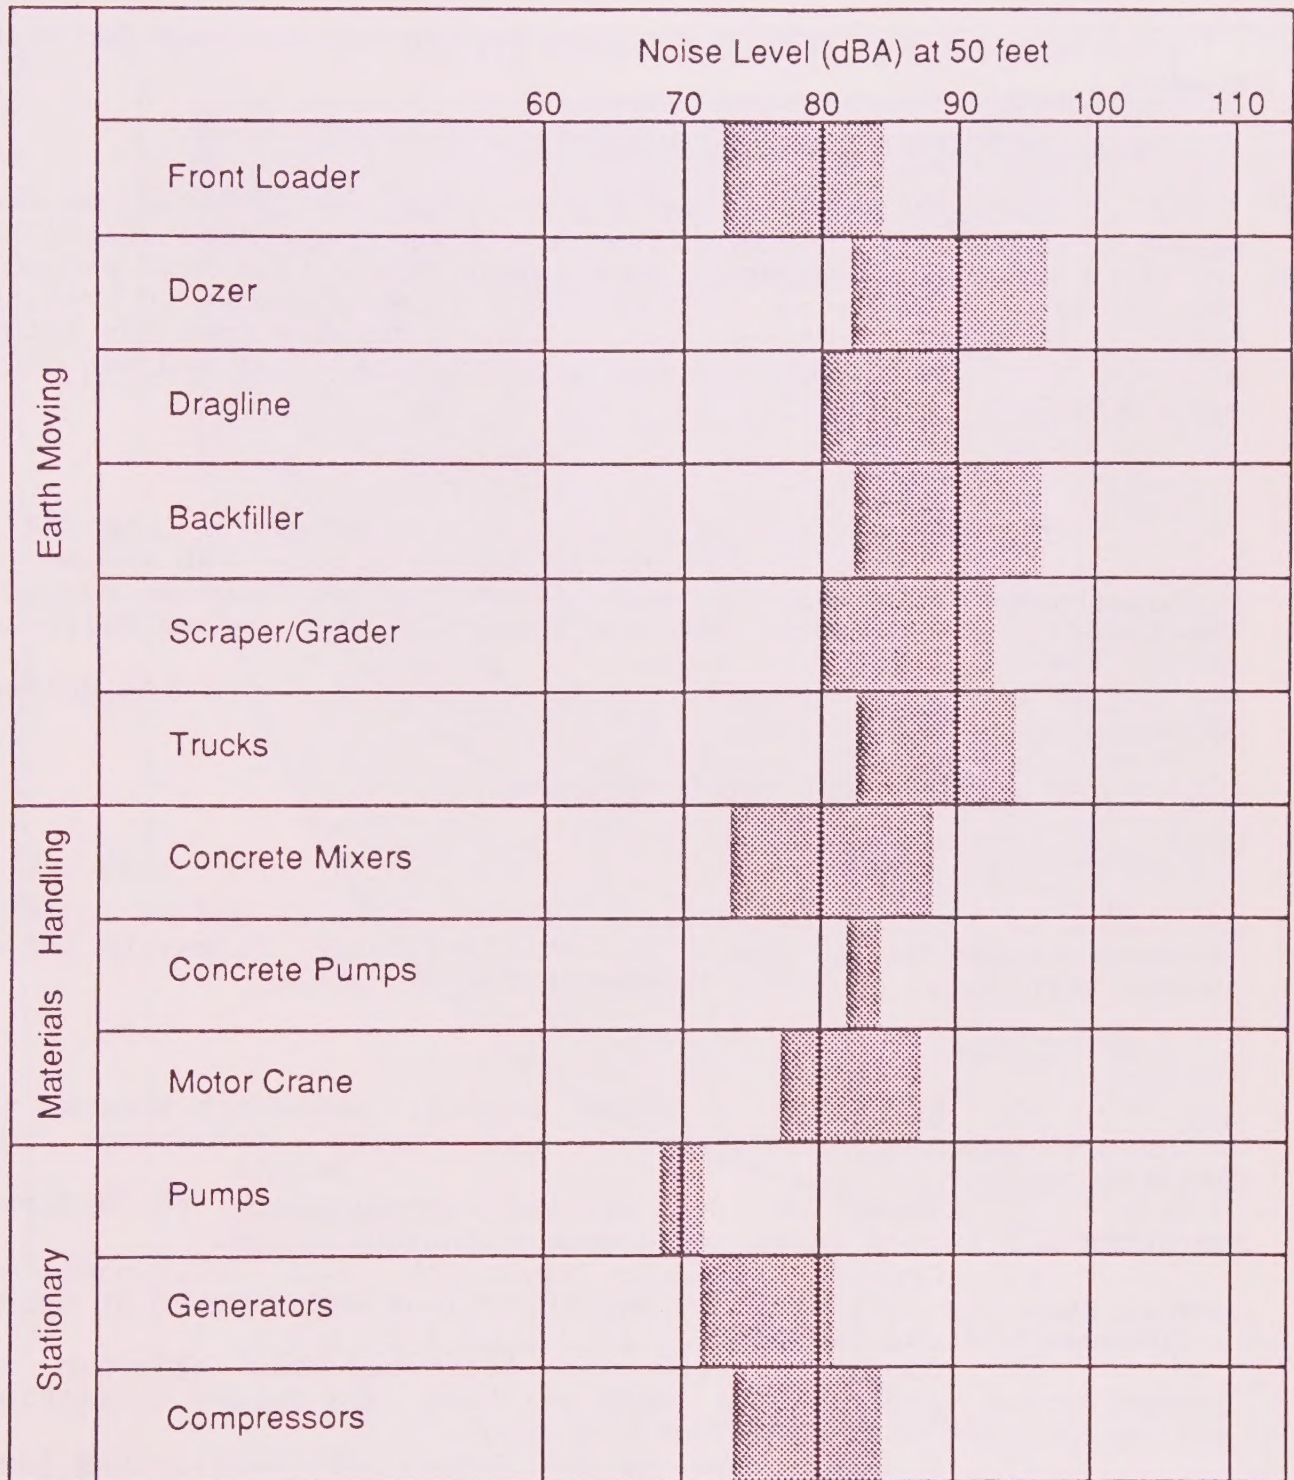 Noise Level (dBA) at 50 feet
60 70 80 90 100 110
Earth Moving
Front Loader
Dozer
Dragline
Backfiller
Scraper/Grader
Trucks
Materials Handling
Concrete Mixers
Concrete Pumps
Motor Crane
Stationary
Pumps
Generators
Compressors